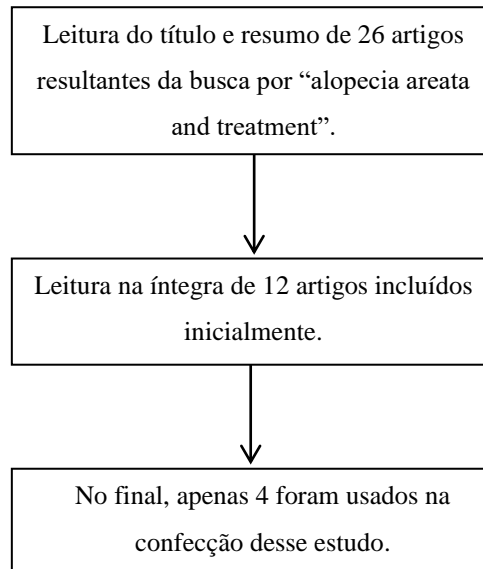 Leitura do título e resumo de 26 artigos
resultantes da busca por “alopecia areata
and treatment”.
Leitura na íntegra de 12 artigos incluídos
inicialmente.
No final, apenas 4 foram usados na
confecção desse estudo.